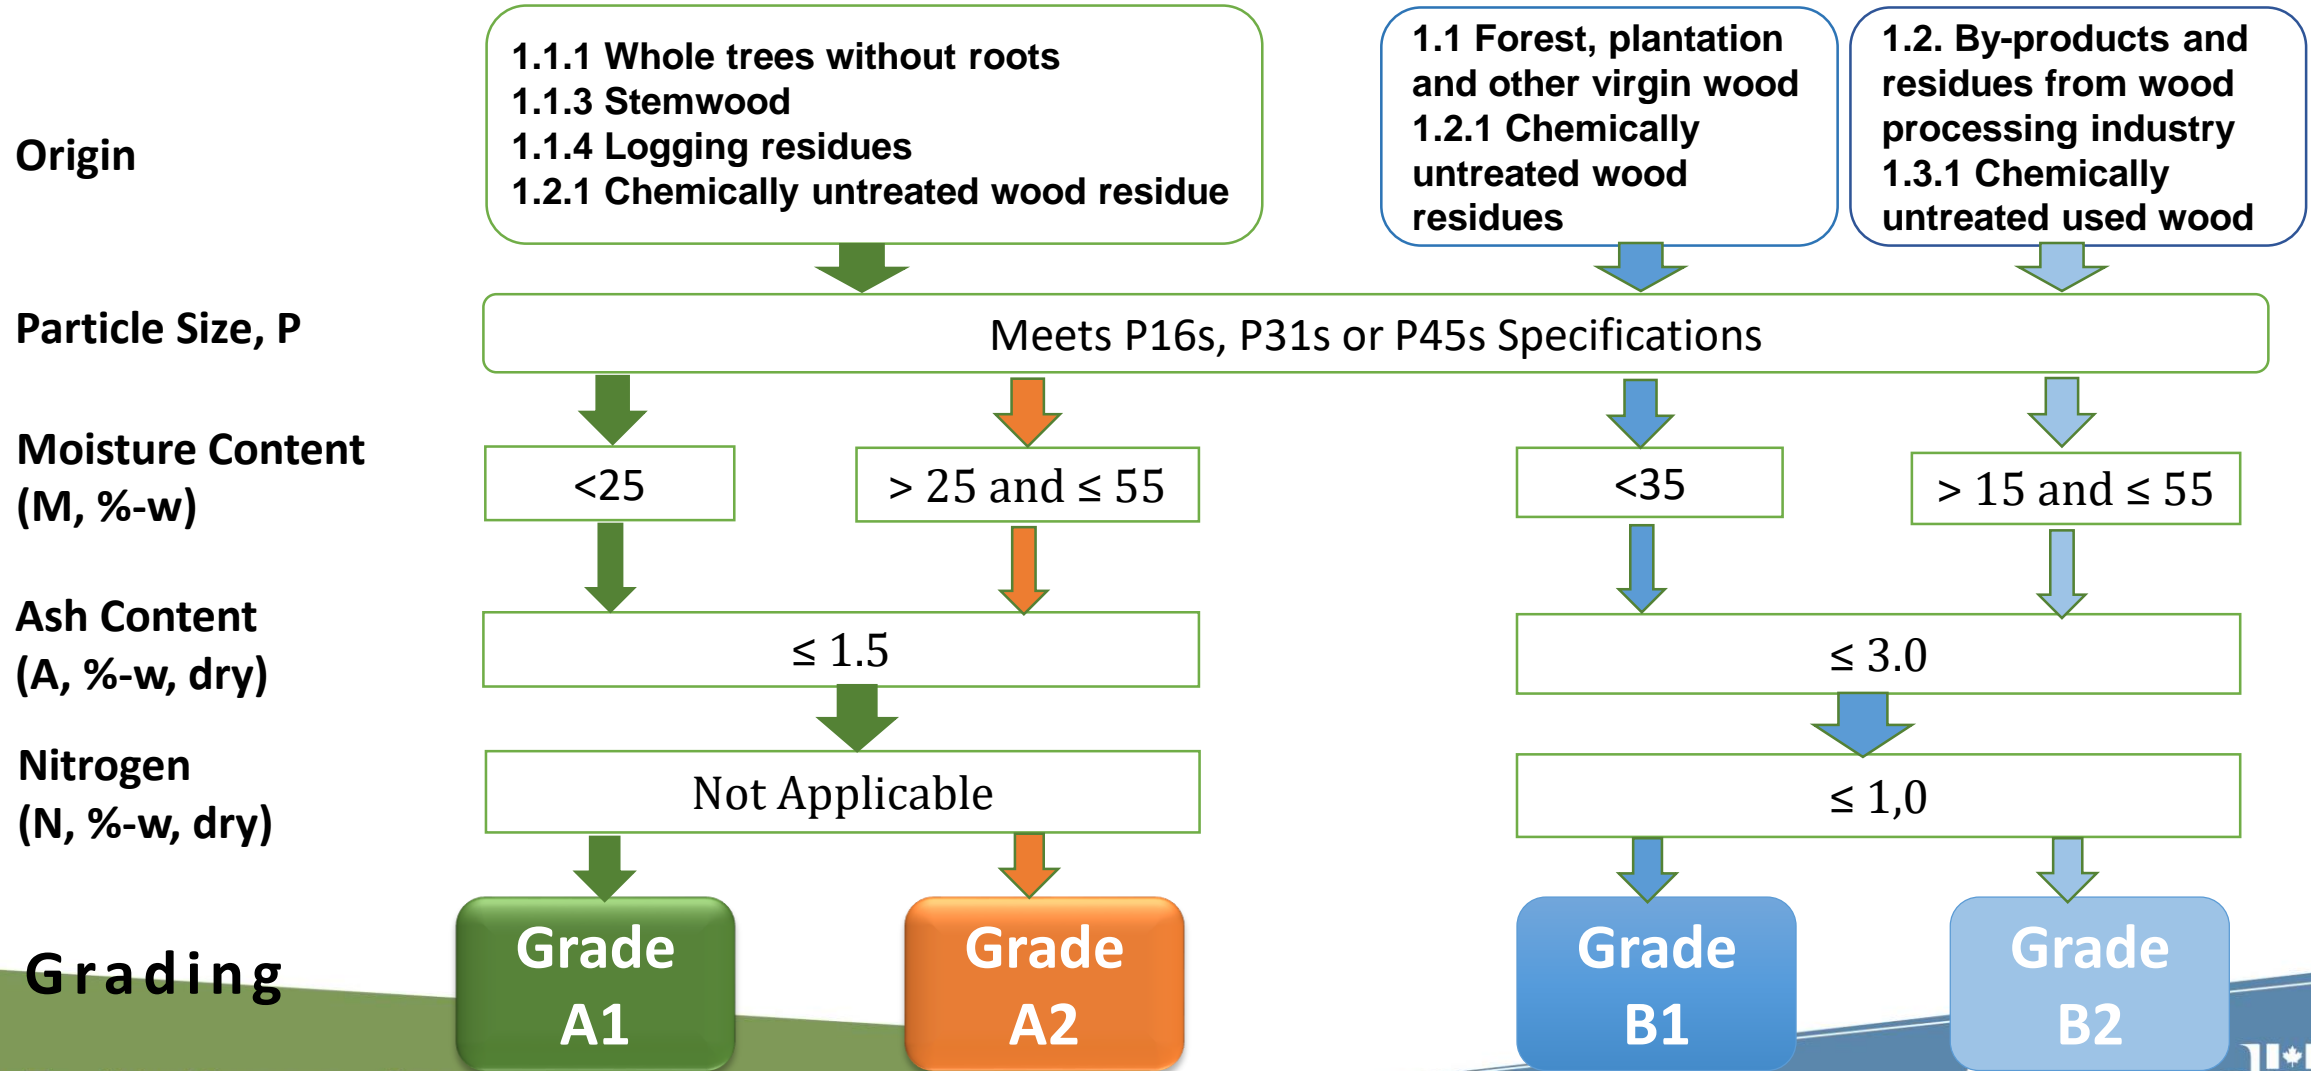 Origin
1.1.1 Whole trees without roots
1.1.3 Stemwood
1.1.4 Logging residues
1.2.1 Chemically untreated wood residue
1.1 Forest, plantation
and other virgin wood
1.2.1 Chemically
untreated wood
residues
1.2. By-products and
residues from wood
processing industry
1.3.1 Chemically
untreated used wood
Particle Size, P
Meets P16s, P31s or P45s Specifications
Moisture Content
(M, %-w)
<25
> 25 and ≤ 55
<35
> 15 and ≤ 55
Ash Content
(A, %-w, dry)
≤ 1.5
≤ 3.0
Nitrogen
(N, %-w, dry)
Not Applicable
≤ 1,0
Grading
Grade
A1
Grade
A2
Grade
B1
Grade
B2